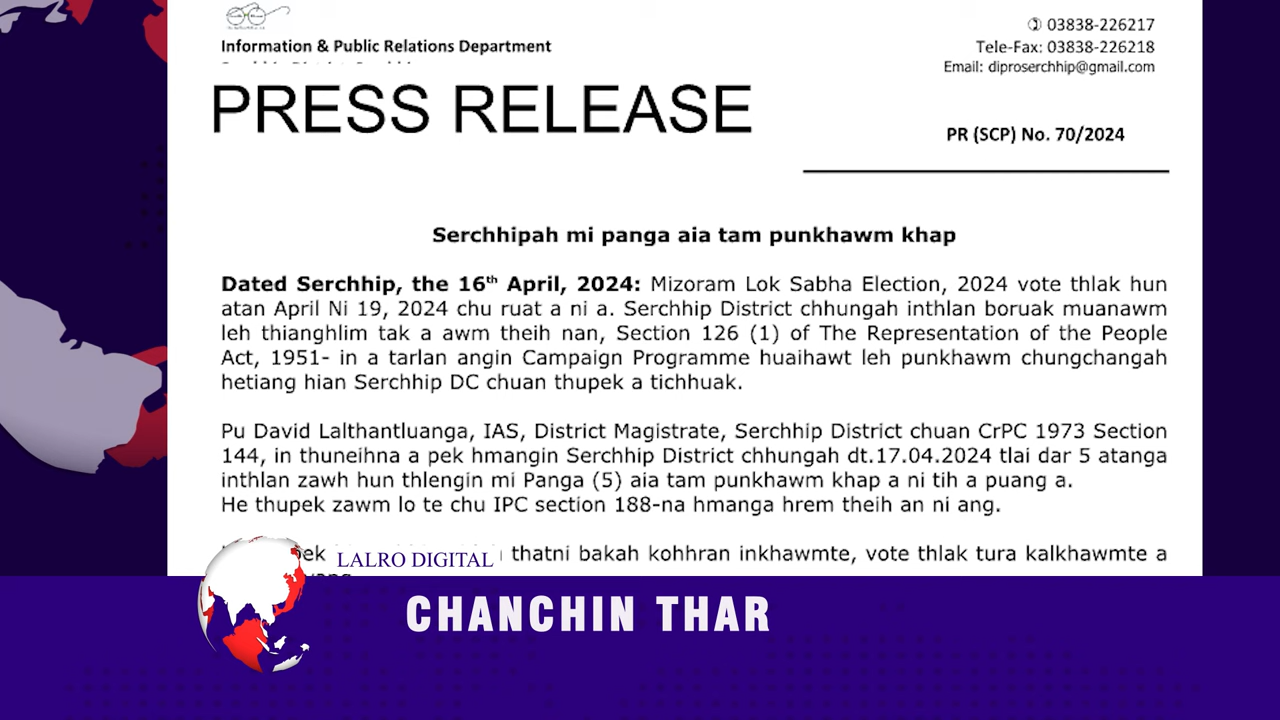 Information & Public Relations Department
✆ 03838-226217
Tele-Fax: 03838-226218
Email: diproserchhip@gmail.com
PRESS RELEASE
PR (SCP) No. 70/2024
Serchhipah mi panga aia tam punkhawm khap
Dated Serchhip, the 16th April, 2024: Mizoram Lok Sabha Election, 2024 vote thlak hun
atan April Ni 19, 2024 chu ruat a ni a. Serchhip District chhungah inthlan boruak muanawm
leh thianghlim tak a awm theih nan, Section 126 (1) of The Representation of the People
Act, 1951- in a tarlan angin Campaign Programme huaihawt leh punkhawm chungchangah
hetiang hian Serchhip DC chuan thupek a tichhuak.
Pu David Lalthantluanga, IAS, District Magistrate, Serchhip District chuan CrPC 1973 Section
144, in thuneihna a pek hmangin Serchhip District chhungah dt.17.04.2024 tlai dar 5 atanga
inthlan zawh hun thlengin mi Panga (5) aia tam punkhawm khap a ni tih a puang a.
He thupek zawm lo te chu IPC section 188-na hmanga hrem theih an ni ang.
thatni bakah kohhran inkhawmte, vote thlak tura kalkhawmte a
LALRO DIGITAL
CHANCHIN THAR